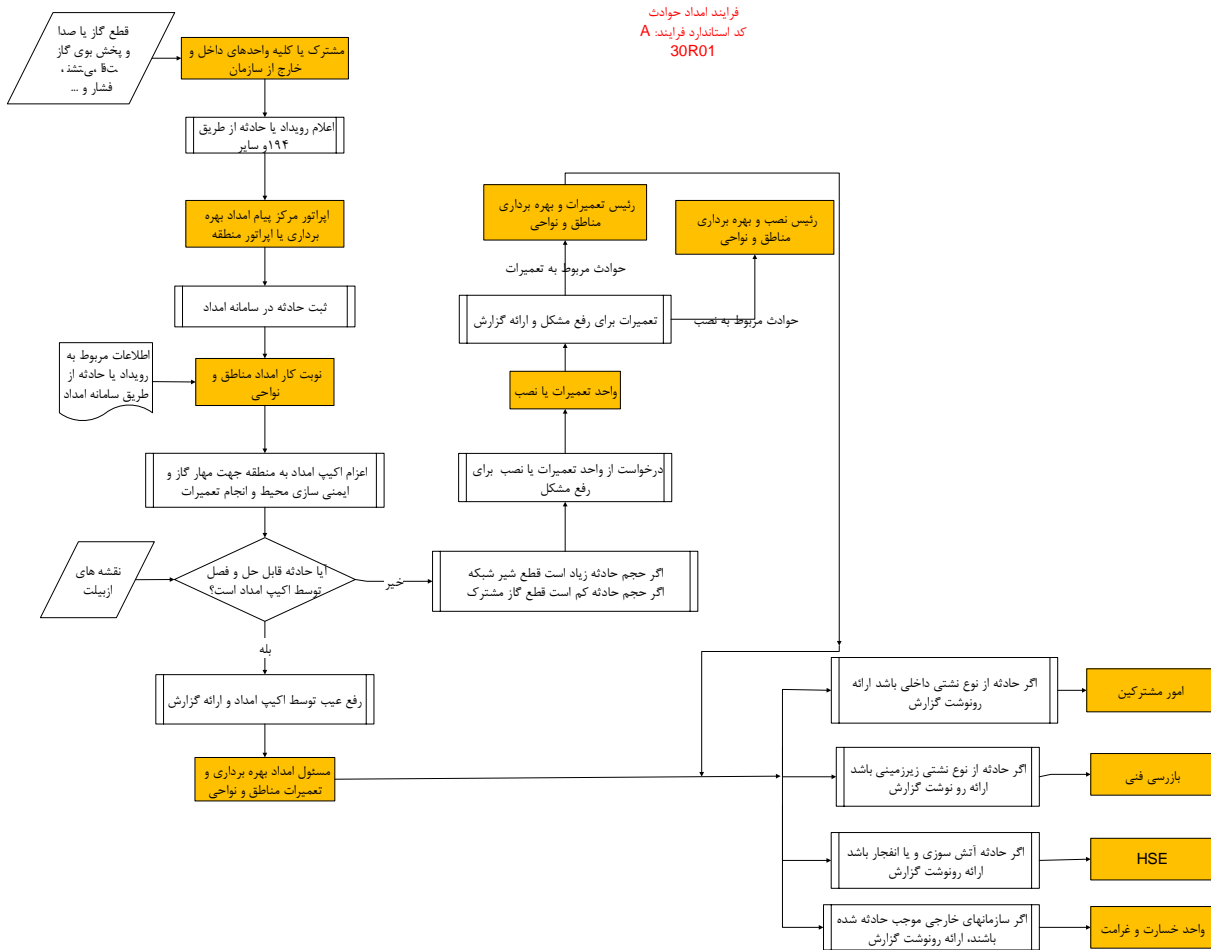 فرایند امداد حوادث
کد استاندارد فرایند: A
30R01
قطع گاز یا صدا
و پخش بوی گاز
فشار و ...
مشترک یا کلیه واحدهای داخل و
خارج از سازمان
اعلام رویداد یا حادثه از طریق
۱۹۴و سایر
اپراتور مرکز پیام امداد بهره
برداری یا اپراتور منطقه
ثبت حادثه در سامانه امداد
اطلاعات مربوط به
رویداد یا حادثه از
طریق سامانه امداد
نوبت کار امداد مناطق و
نواحی
اعزام اکیپ امداد به منطقه جهت مهار گاز و
ایمنی سازی محیط و انجام تعمیرات
نقشه های
ازبیلت
آیا حادثه قابل حل و فصل
توسط اکیپ امداد است؟
خیر
بله
اگر حجم حادثه زیاد است قطع شیر شبکه
اگر حجم حادثه کم است قطع گاز مشترک
درخواست از واحد تعمیرات یا نصب برای
رفع مشکل
واحد تعمیرات یا نصب
تعمیرات برای رفع مشکل و ارائه گزارش
حوادث مربوط به تعمیرات
حوادث مربوط به نصب
رئیس تعمیرات و بهره برداری
مناطق و نواحی
رئیس نصب و بهره برداری
مناطق و نواحی
رفع عیب توسط اکیپ امداد و ارائه گزارش
مسئول امداد بهره برداری و
تعمیرات مناطق و نواحی
اگر حادثه از نوع نشتی داخلی باشد ارائه
رونوشت گزارش
امور مشترکین
اگر حادثه از نوع نشتی زیرزمینی باشد
ارائه رو نوشت گزارش
بازرسی فنی
اگر حادثه آتش سوزی و یا انفجار باشد
ارائه رونوشت گزارش
HSE
اگر سازمانهای خارجی موجب حادثه شده
باشند، ارائه رونوشت گزارش
واحد خسارت و غرامت